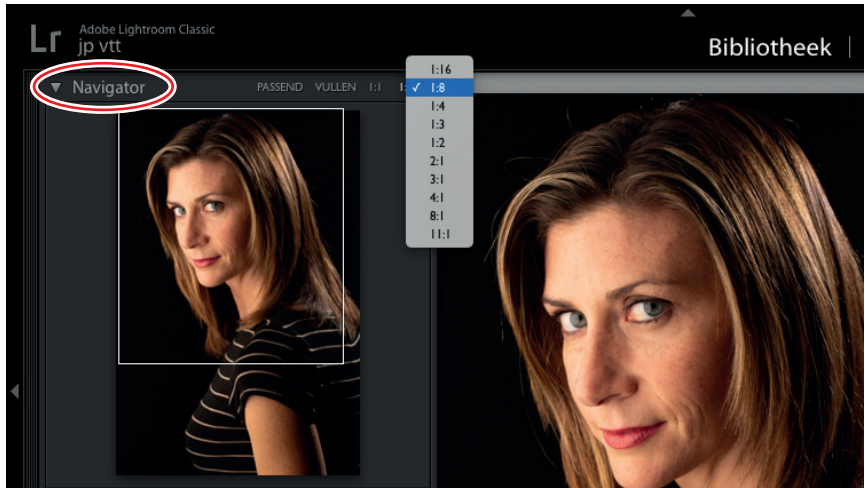 Lr
Adobe Lightroom Classic
jp vtt
Bibliotheek
Navigator
PASSEND VULLEN 1:1
1:16
✓ 1:8
1:4
1:3
1:2
2:1
3:1
4:1
8:1
11:1